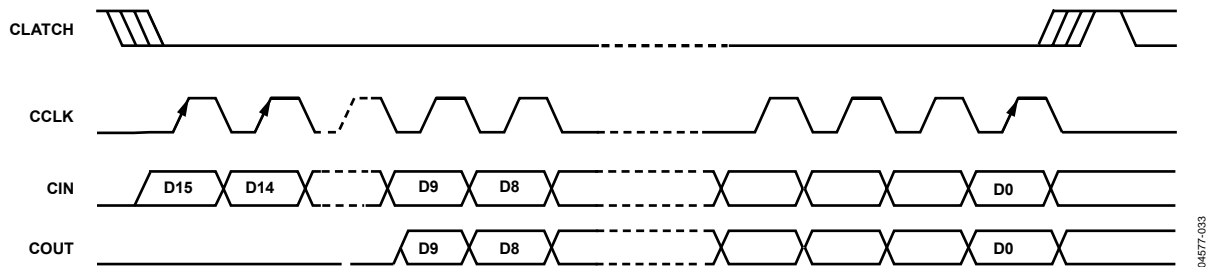 CLATCH
CCLK
CIN D15 D14 D9 D8 D0
COUT D9 D8 D0
04577-033